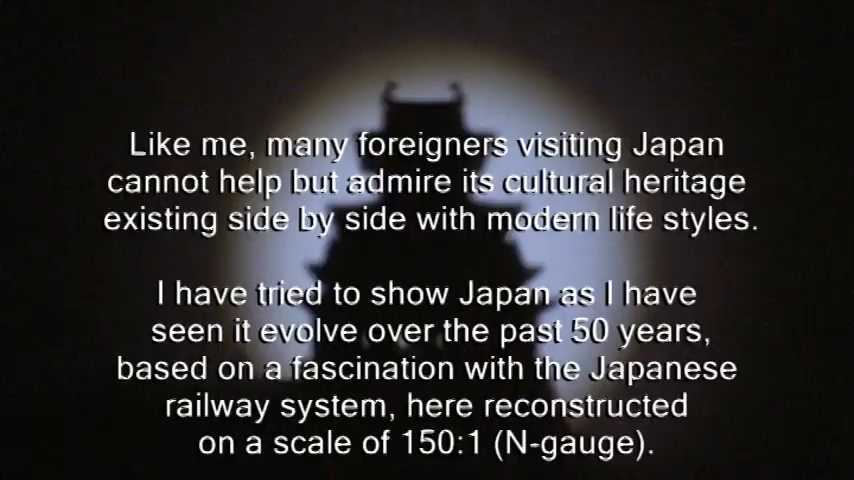 Like me, many foreigners visiting Japan
cannot help but admire its cultural heritage
existing side by side with modern life styles.
I have tried to show Japan as I have
seen it evolve over the past 50 years,
based on a fascination with the Japanese
railway system, here reconstructed
on a scale of 150:1 (N-gauge).